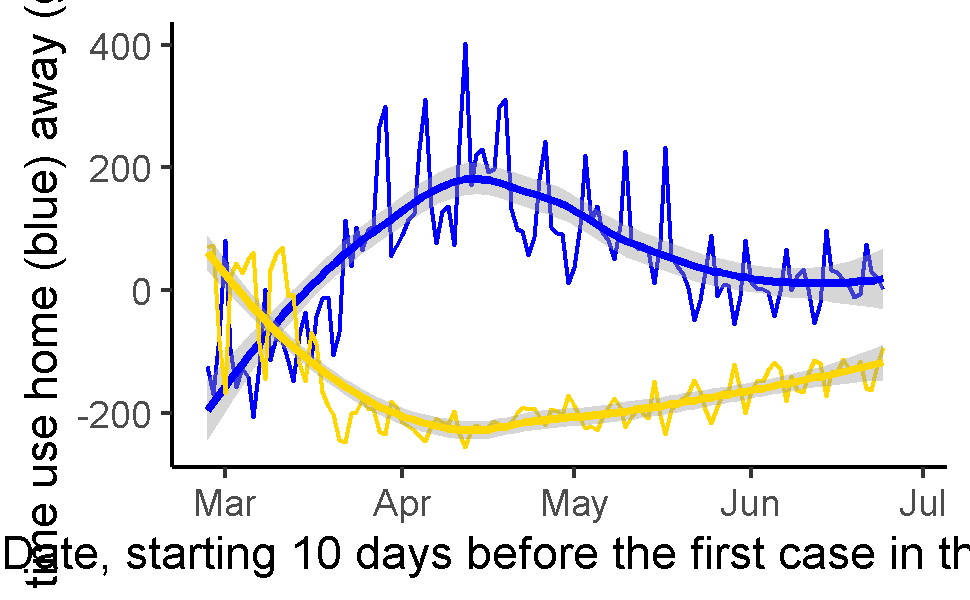 time use home (blue) away (
400
200
0
-200
Mar Apr May Jun Jul
Date, starting 10 days before the first case in th